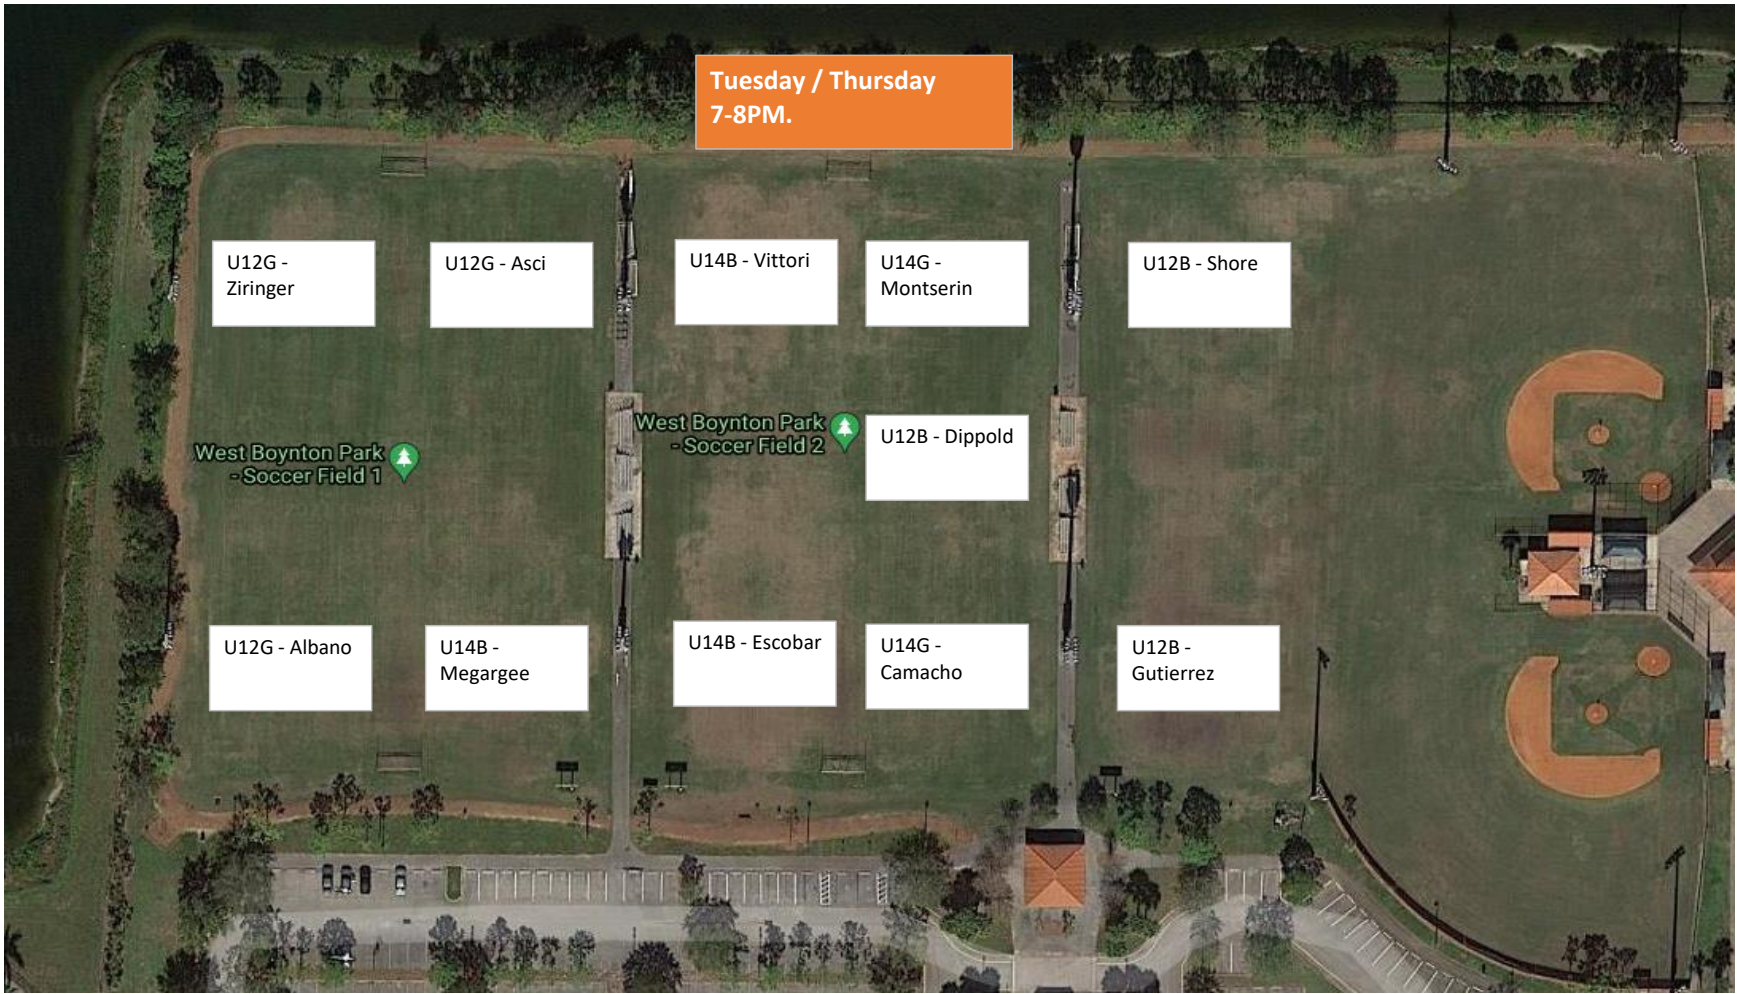 Tuesday / Thursday
7-8PM.
U12G -
Ziringer
U12G - Asci
U14B - Vittori
U14G -
Montserin
U12B - Shore
West Boynton Park
- Soccer Field 1
West Boynton Park
- Soccer Field 2
U12B - Dippold
U12G - Albano
U14B -
Megargee
U14B - Escobar
U14G -
Camacho
U12B -
Gutierrez